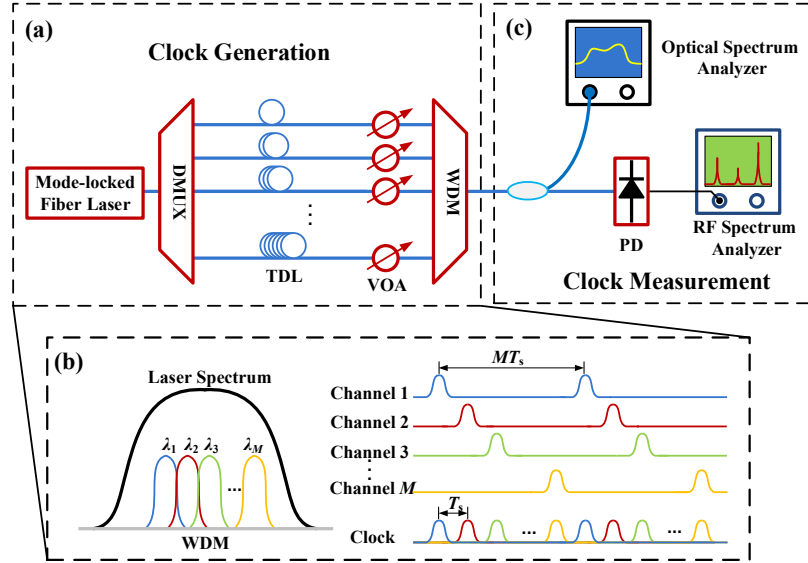 (a)
Clock Generation
Mode-locked
Fiber Laser
DMUX
TDL
VOA
WDM
(c)
Optical Spectrum
Analyzer
PD
RF Spectrum
Analyzer
Clock Measurement
(b)
Laser Spectrum
λ1 λ2 λ3 ... λM
WDM
MTs
Channel 1
Channel 2
Channel 3
Channel M
Ts
Clock